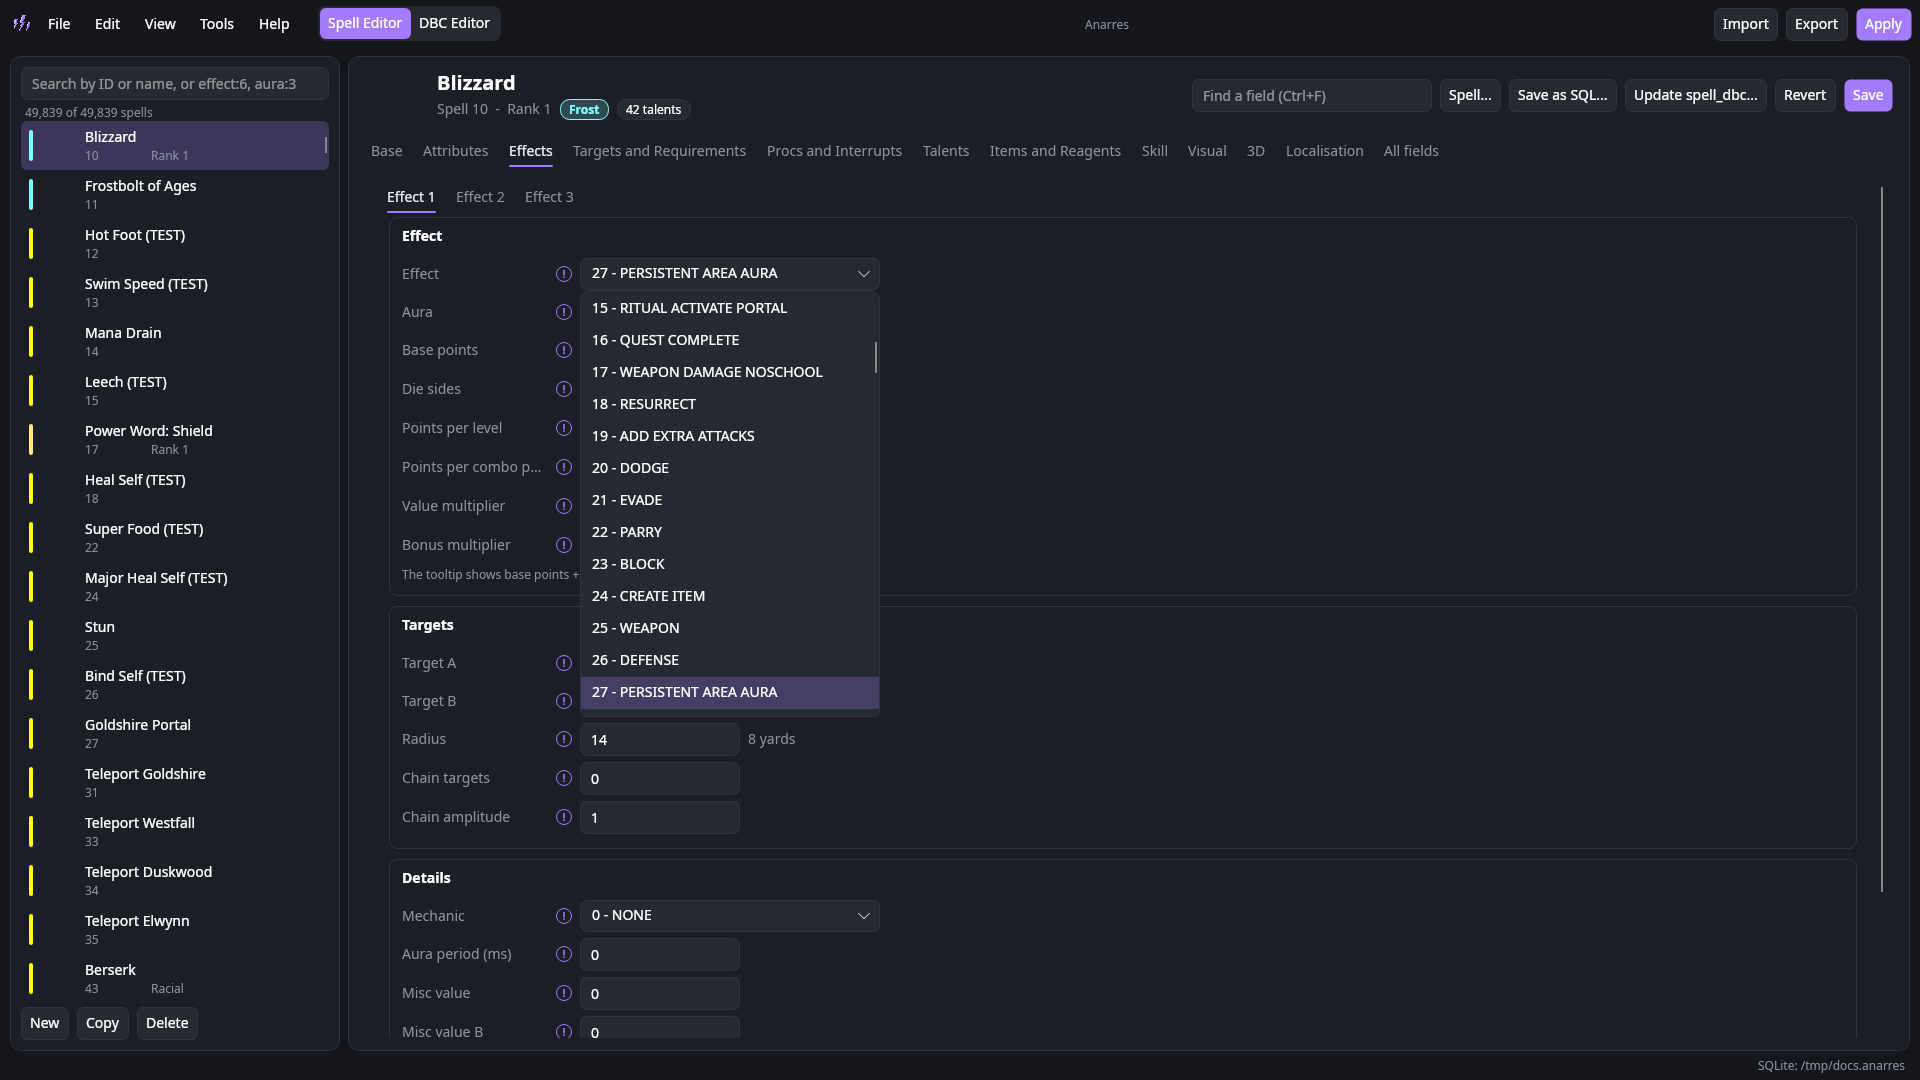 File Edit View Tools Help Spell Editor DBC Editor Anarres Import Export Apply
Search by ID or name, or effect:6, aura:3
49,839 of 49,839 spells
Blizzard
10 Rank 1
Frostbolt of Ages
11
Hot Foot (TEST)
12
Swim Speed (TEST)
13
Mana Drain
14
Leech (TEST)
15
Power Word: Shield
17 Rank 1
Heal Self (TEST)
18
Super Food (TEST)
22
Major Heal Self (TEST)
24
Stun
25
Bind Self (TEST)
26
Goldshire Portal
27
Teleport Goldshire
31
Teleport Westfall
33
Teleport Duskwood
34
Teleport Elwynn
35
Berserk
43 Racial
New Copy Delete
Blizzard
Spell 10 - Rank 1 Frost 42 talents
Find a field (Ctrl+F) Spell... Save as SQL... Update spell_dbc... Revert Save
Base Attributes Effects Targets and Requirements Procs and Interrupts Talents Items and Reagents Skill Visual 3D Localisation All fields
Effect 1 Effect 2 Effect 3
Effect
Effect 27 - PERSISTENT AREA AURA
Aura
Base points
Die sides
Points per level
Points per combo p...
Value multiplier
Bonus multiplier
The tooltip shows base points +
15 - RITUAL ACTIVATE PORTAL
16 - QUEST COMPLETE
17 - WEAPON DAMAGE NOSCHOOL
18 - RESURRECT
19 - ADD EXTRA ATTACKS
20 - DODGE
21 - EVADE
22 - PARRY
23 - BLOCK
24 - CREATE ITEM
25 - WEAPON
26 - DEFENSE
27 - PERSISTENT AREA AURA
Targets
Target A
Target B
Radius 14 8 yards
Chain targets 0
Chain amplitude 1
Details
Mechanic 0 - NONE
Aura period (ms) 0
Misc value 0
Misc value B 0
SQLite: /tmp/docs.anarres